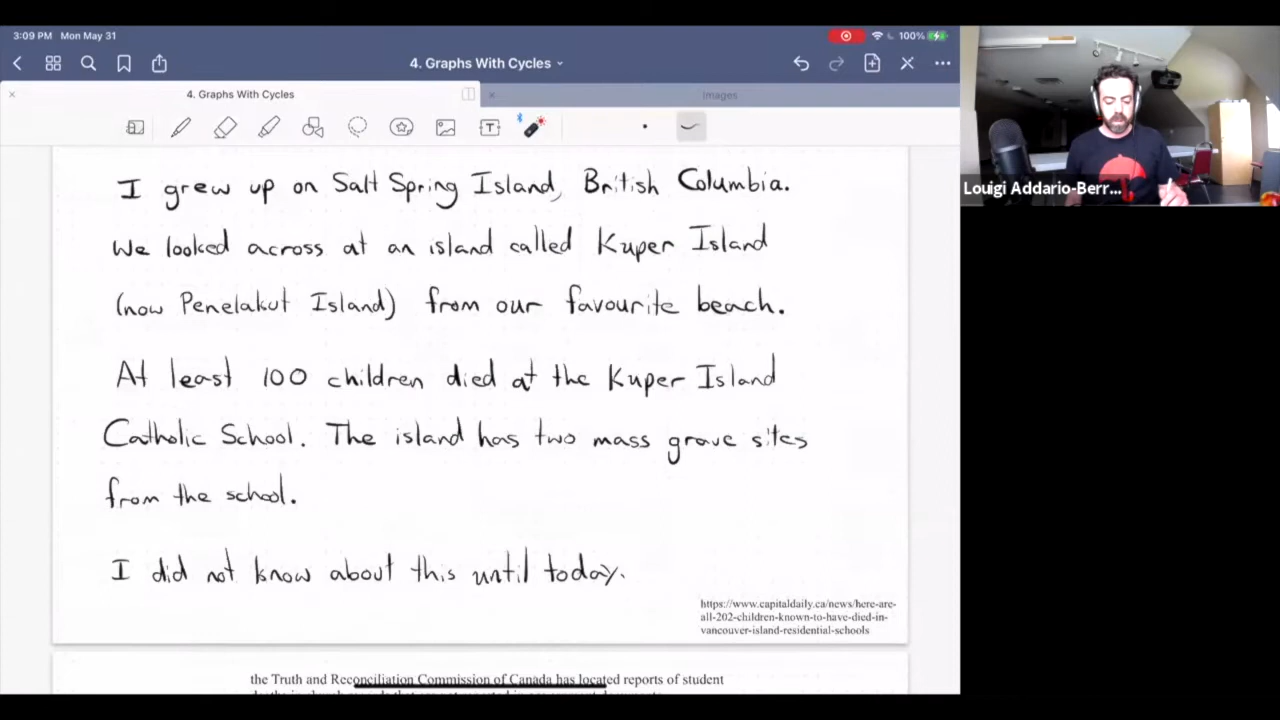 3:09 PM Mon May 31
100%
4. Graphs With Cycles
4. Graphs With Cycles
Images
T
I grew up on Salt Spring Island, British Columbia.
We looked across at an island called Kuper Island
(now Penelakut Island) from our favourite beach.
At least 100 children died at the Kuper Island
Catholic School. The island has two mass grave sites
from the school.
I did not know about this until today.
https://www.capitaldaily.ca/news/here-are-
all-202-children-known-to-have-died-in-
vancouver-island-residential-schools
the Truth and Reconciliation Commission of Canada has located reports of student
Louigi Addario-Berr...